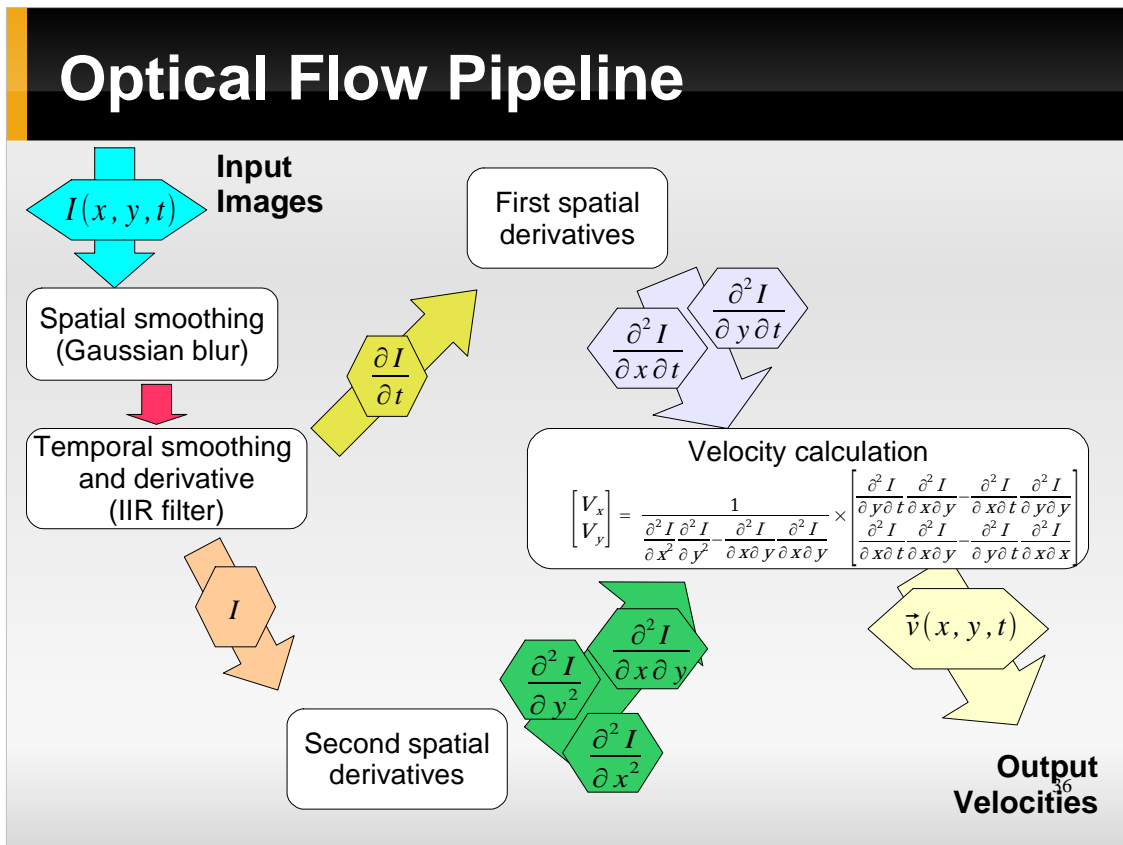 Optical Flow Pipeline
Input
Images
I(x, y, t)
Spatial smoothing
(Gaussian blur)
Temporal smoothing
and derivative
(IIR filter)
∂I/∂t
First spatial
derivatives
∂²I/∂x∂t
∂²I/∂y∂t
I
Second spatial
derivatives
∂²I/∂y²
∂²I/∂x∂y
∂²I/∂x²
Velocity calculation
[V_x V_y] = 1/(∂²I/∂x² ∂²I/∂y² − ∂²I/∂x∂y ∂²I/∂x∂y) × [∂²I/∂y∂t ∂²I/∂x∂y − ∂²I/∂x∂t ∂²I/∂y∂y
∂²I/∂x∂t ∂²I/∂x∂y − ∂²I/∂y∂t ∂²I/∂x∂x]
v⃗(x, y, t)
Output
Velocities
36